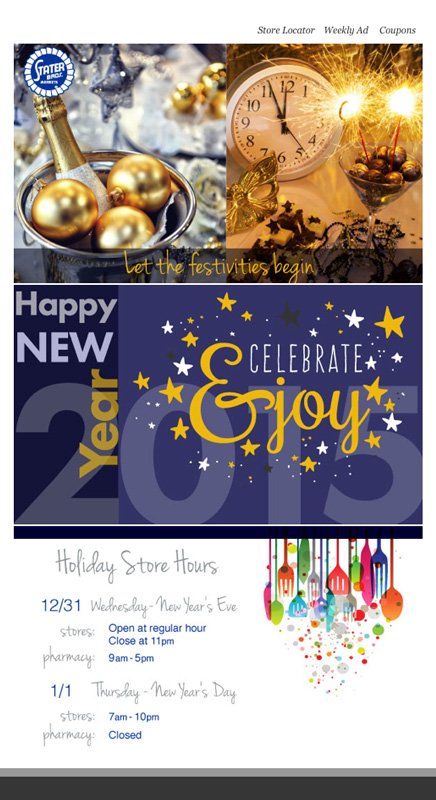 Store Locator Weekly Ad Coupons
STATER
BROS.
MARKETS
Let the festivities begin
Happy
NEW
Year
2015
CELEBRATE
& joy
Holiday Store Hours
12/31 Wednesday - New Year's Eve
stores: Open at regular hour
Close at 11pm
pharmacy: 9am - 5pm
1/1 Thursday - New Year's Day
stores: 7am - 10pm
pharmacy: Closed